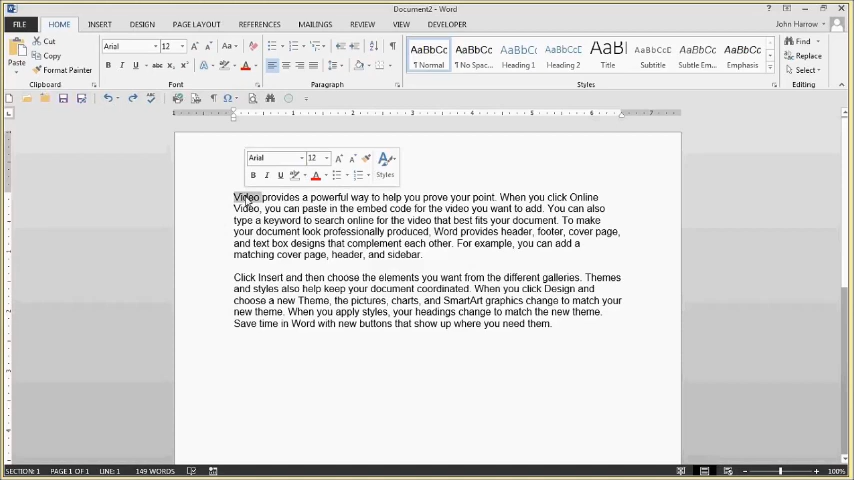 Document2 - Word
FILE HOME INSERT DESIGN PAGE LAYOUT REFERENCES MAILINGS REVIEW VIEW DEVELOPER John Harrow
Paste Cut Copy Format Painter
Clipboard
Arial 12
Font
Paragraph
AaBbCc AaBbCc AaBbCc AaBbCc AaBl AaBbCc AaBbCc AaBbCc
¶ Normal ¶ No Spac... Heading 1 Heading 2 Title Subtitle Subtle Em... Emphasis
Styles
Find
Replace
Select
Editing
1 1 2 3 4 5 6 7
Arial 12
B I U Styles
Video provides a powerful way to help you prove your point. When you click Online
Video, you can paste in the embed code for the video you want to add. You can also
type a keyword to search online for the video that best fits your document. To make
your document look professionally produced, Word provides header, footer, cover page,
and text box designs that complement each other. For example, you can add a
matching cover page, header, and sidebar.
Click Insert and then choose the elements you want from the different galleries. Themes
and styles also help keep your document coordinated. When you click Design and
choose a new Theme, the pictures, charts, and SmartArt graphics change to match your
new theme. When you apply styles, your headings change to match the new theme.
Save time in Word with new buttons that show up where you need them.
SECTION: 1 PAGE 1 OF 1 LINE: 1 149 WORDS 100%